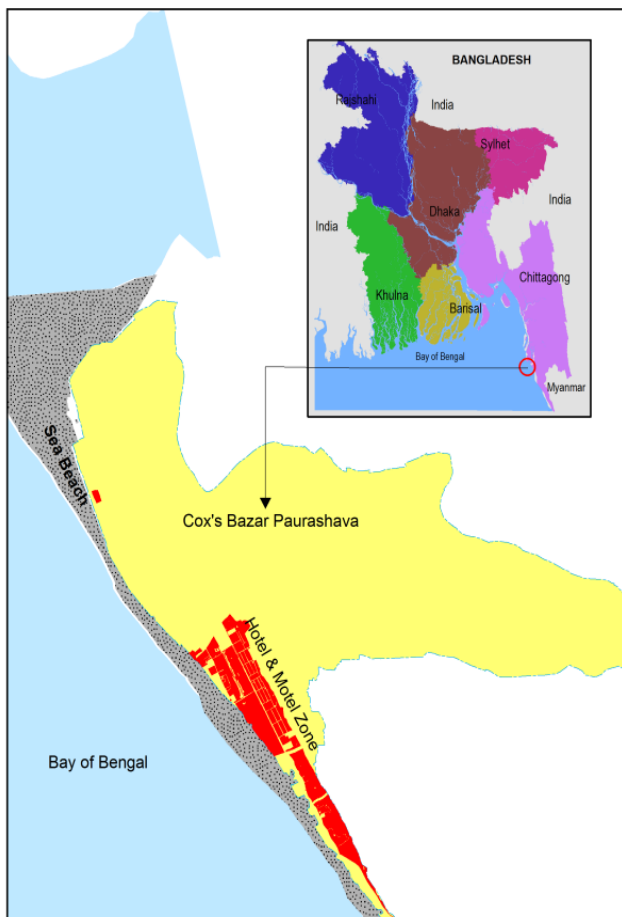 BANGLADESH
Rajshahi
India
Sylhet
India
India
Dhaka
Chittagong
Khulna
Barisal
Bay of Bengal
Myanmar
Sea Beach
Cox's Bazar Paurashava
Hotel & Motel Zone
Bay of Bengal